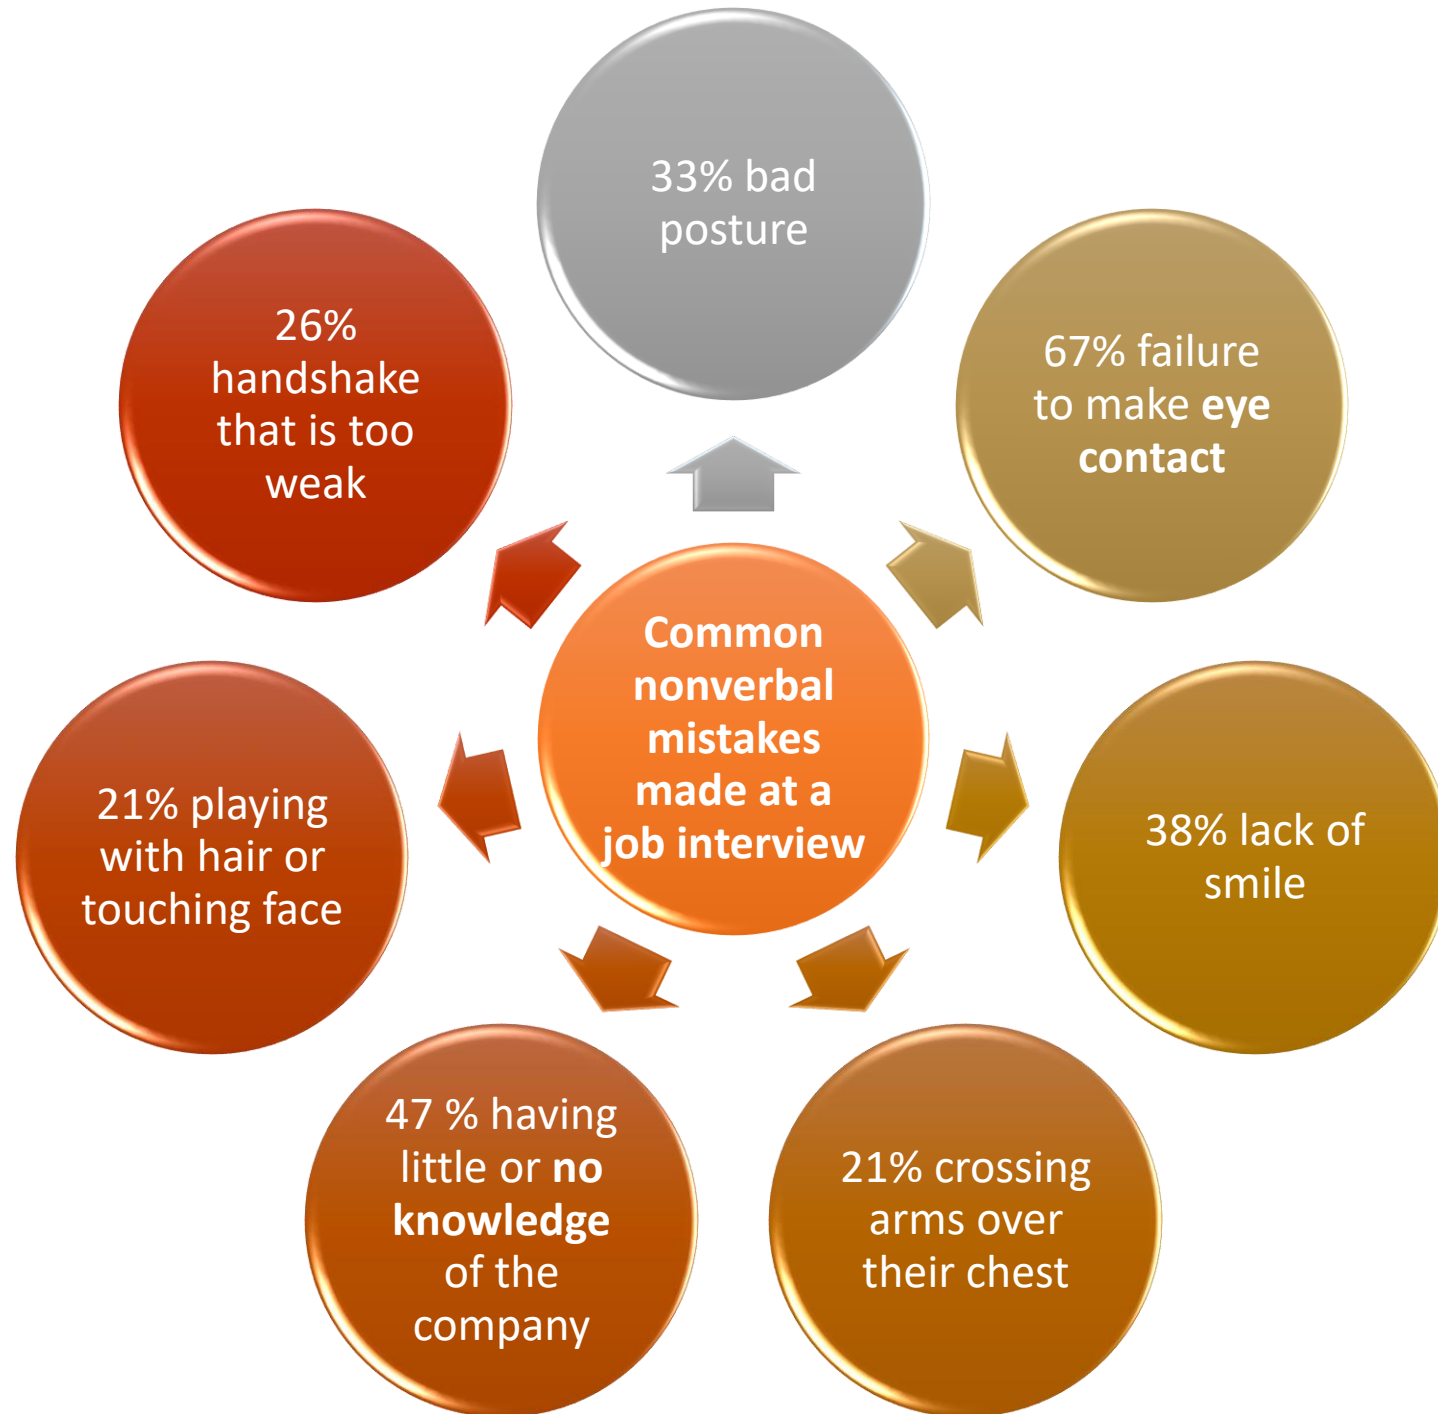 33% bad
posture
67% failure
to make eye
contact
38% lack of
smile
21% crossing
arms over
their chest
47 % having
little or no
knowledge
of the
company
21% playing
with hair or
touching face
26%
handshake
that is too
weak
Common
nonverbal
mistakes
made at a
job interview